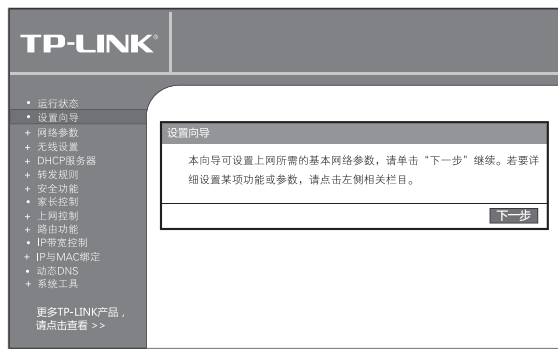 TP-LINK®
• 运行状态
• 设置向导
+ 网络参数
+ 无线设置
+ DHCP服务器
+ 转发规则
+ 安全功能
• 家长控制
+ 上网控制
+ 路由功能
• IP带宽控制
+ IP与MAC绑定
• 动态DNS
+ 系统工具
更多TP-LINK产品，
请点击查看 >>
设置向导
本向导可设置上网所需的基本网络参数，请单击“下一步”继续。若要详
细设置某项功能或参数，请点击左侧相关栏目。
下一步